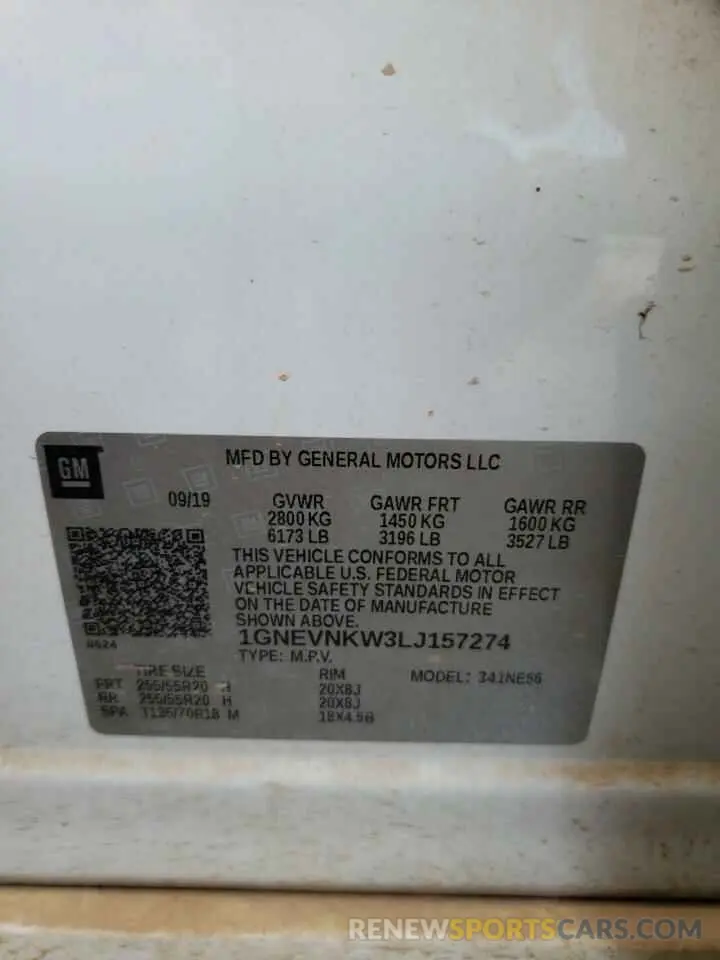 GM
MFD BY GENERAL MOTORS LLC
09/19 GVWR GAWR FRT GAWR RR
2800 KG 1450 KG 1600 KG
6173 LB 3196 LB 3527 LB
THIS VEHICLE CONFORMS TO ALL
APPLICABLE U.S. FEDERAL MOTOR
VEHICLE SAFETY STANDARDS IN EFFECT
ON THE DATE OF MANUFACTURE
SHOWN ABOVE.
1GNEVNKW3LJ157274
TYPE: M.P.V.
TIRE SIZE RIM MODEL:
FRT 255/55R20 H 20X8J
RR 255/55R20 H 20X8J
SPA M
RENEWSPORTSCARS.COM